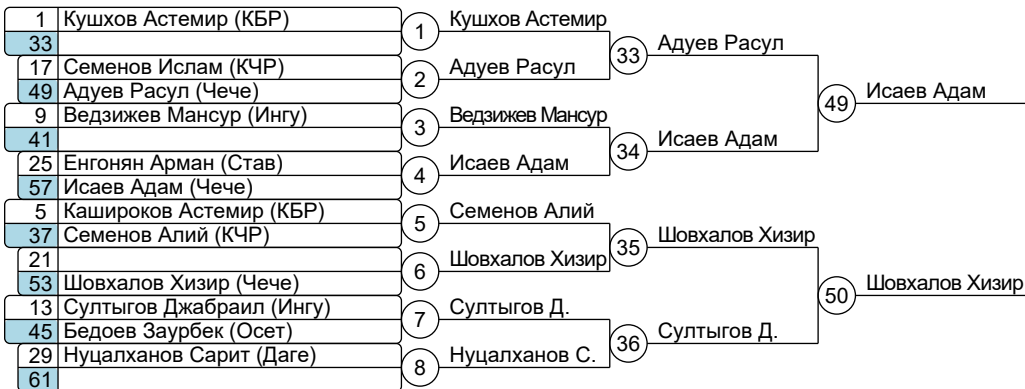 1 Кушхов Астемир (КБР)
33
17 Семенов Ислам (КЧР)
49 Адуев Расул (Чече)
9 Ведзижев Мансур (Ингу)
41
25 Енгонян Арман (Став)
57 Исаев Адам (Чече)
5 Кашироков Астемир (КБР)
37 Семенов Алий (КЧР)
21
53 Шовхалов Хизир (Чече)
13 Султыгов Джабраил (Ингу)
45 Бедоев Заурбек (Осет)
29 Нуцалханов Сарит (Даге)
61
1 Кушхов Астемир
2 Адуев Расул
3 Ведзижев Мансур
4 Исаев Адам
5 Семенов Алий
6 Шовхалов Хизир
7 Султыгов Д.
8 Нуцалханов С.
33 Адуев Расул
34 Исаев Адам
35 Шовхалов Хизир
36 Султыгов Д.
49 Исаев Адам
50 Шовхалов Хизир